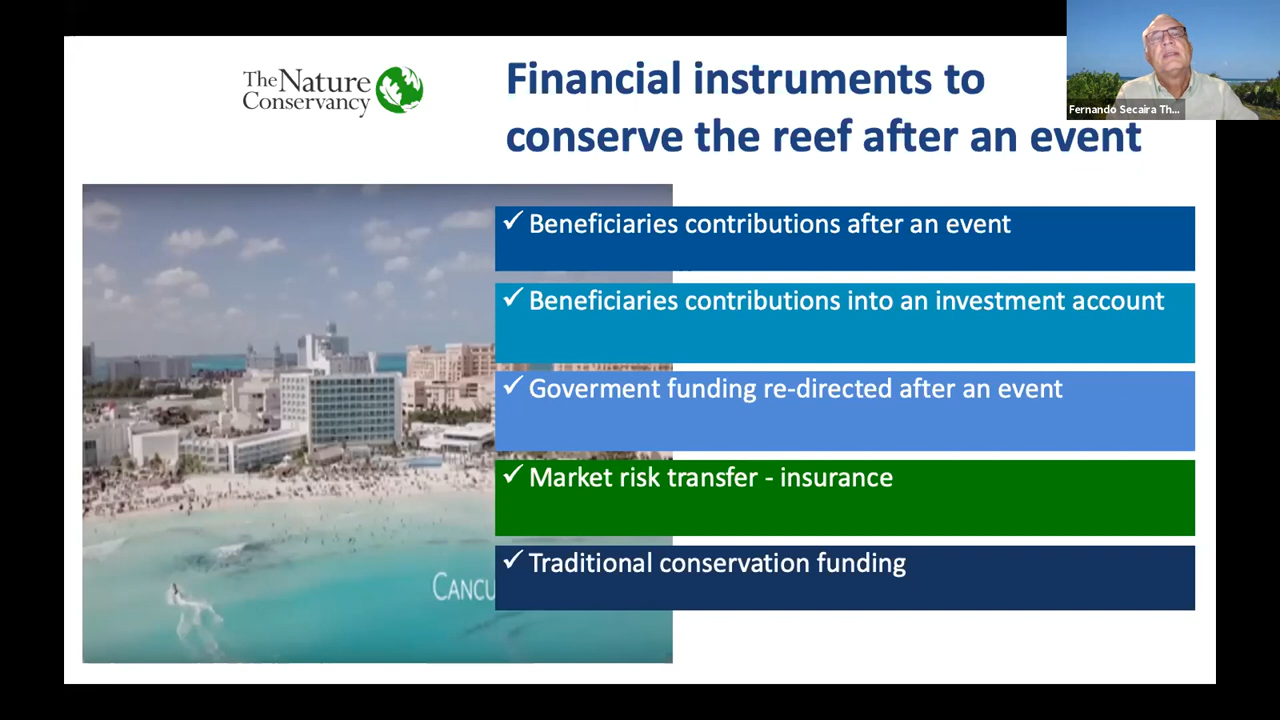 The Nature
Conservancy
Financial instruments to
conserve the reef after an event
Fernando Secaira Th...
✓ Beneficiaries contributions after an event
✓ Beneficiaries contributions into an investment account
✓ Goverment funding re-directed after an event
✓ Market risk transfer - insurance
✓ Traditional conservation funding
CANCU